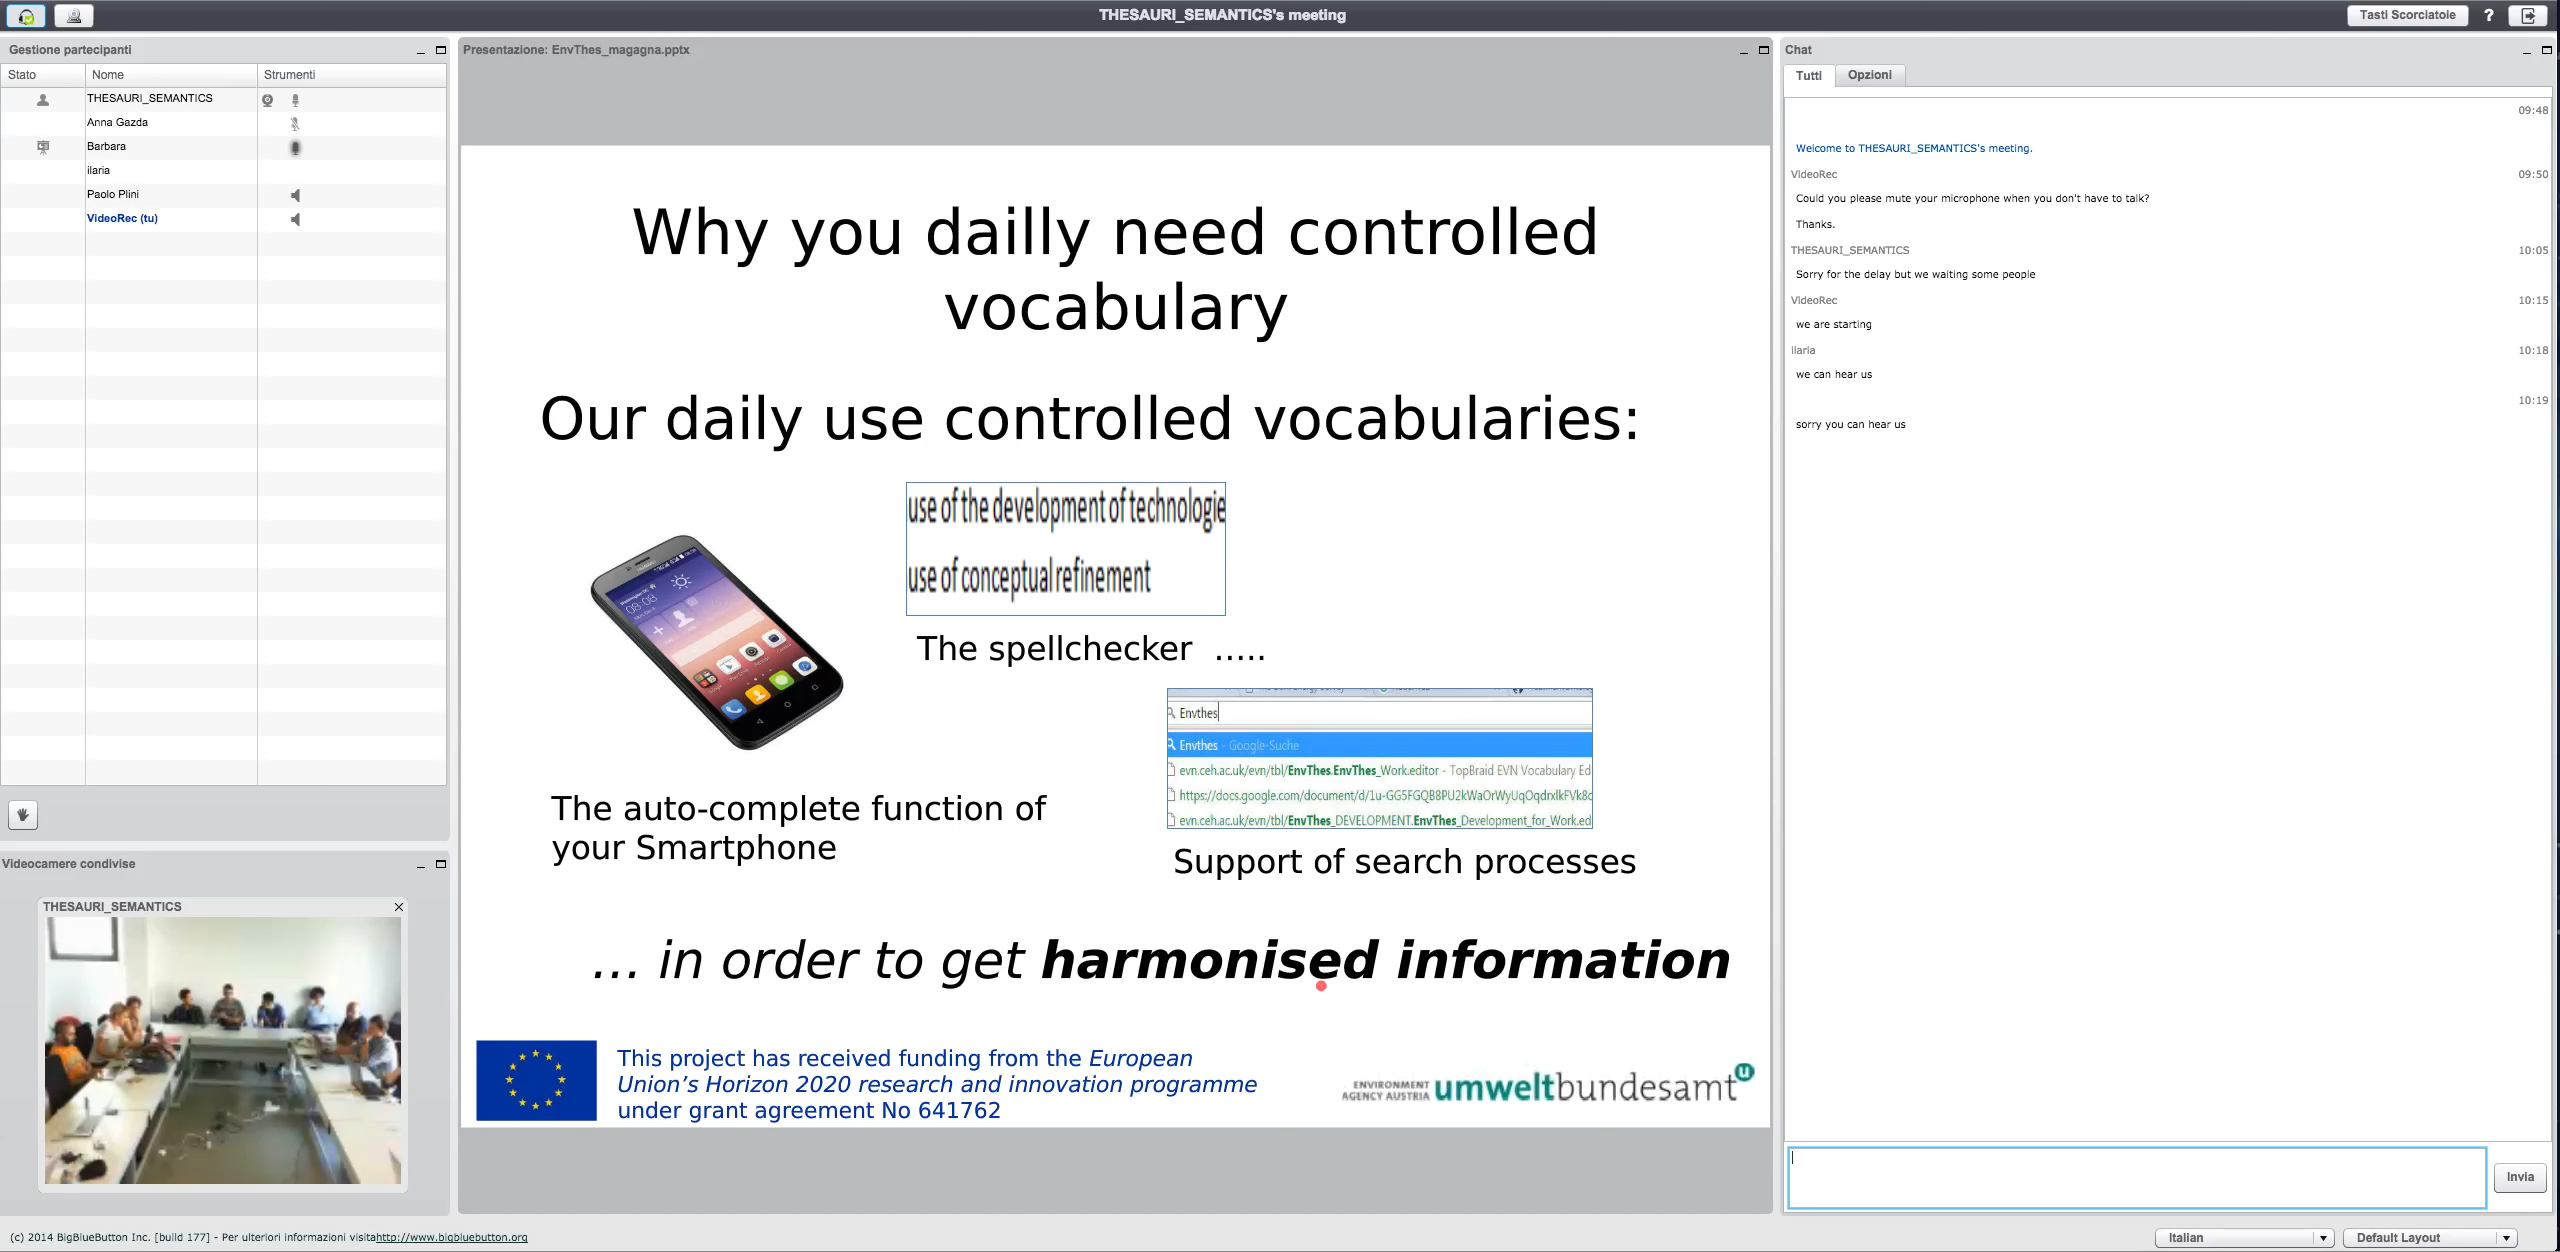 THESAURI_SEMANTICS's meeting
Tasti Scorciatoie
?
Gestione partecipanti
Stato Nome Strumenti
THESAURI_SEMANTICS
Anna Gazda
Barbara
ilaria
Paolo Plini
VideoRec (tu)
Videocamere condivise
THESAURI_SEMANTICS
Presentazione: EnvThes_magagna.pptx
Why you dailly need controlled
vocabulary
Our daily use controlled vocabularies:
use of the development of technologie
use of conceptual refinement
The spellchecker .....
08:08
Envthes
Envthes - Google-Suche
evn.ceh.ac.uk/evn/tbl/EnvThes.EnvThes_Work.editor - TopBraid EVN Vocabulary Ed
evn.ceh.ac.uk/evn/tbl/EnvThes_DEVELOPMENT.EnvThes_Development_for_Work.ed
The auto-complete function of
your Smartphone
Support of search processes
... in order to get harmonised information
This project has received funding from the European
Union’s Horizon 2020 research and innovation programme
under grant agreement No 641762
ENVIRONMENT
AGENCY AUSTRIA umweltbundesamt u
Chat
Tutti Opzioni
09:48
Welcome to THESAURI_SEMANTICS's meeting.
VideoRec 09:50
Could you please mute your microphone when you don't have to talk?
Thanks.
THESAURI_SEMANTICS 10:05
Sorry for the delay but we waiting some people
VideoRec 10:15
we are starting
ilaria 10:18
we can hear us
10:19
sorry you can hear us
Invia
(c) 2014 BigBlueButton Inc. [build 177] - Per ulteriori informazioni visitahttp://www.bigbluebutton.org
Italian
Default Layout